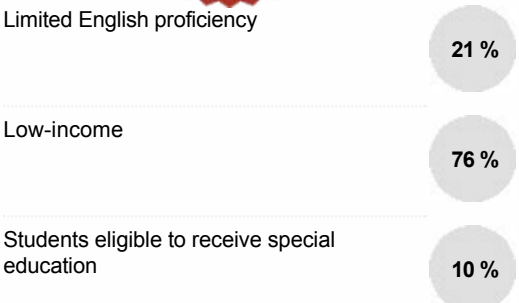 Limited English proficiency
21 %
Low-income
76 %
Students eligible to receive special
education
10 %